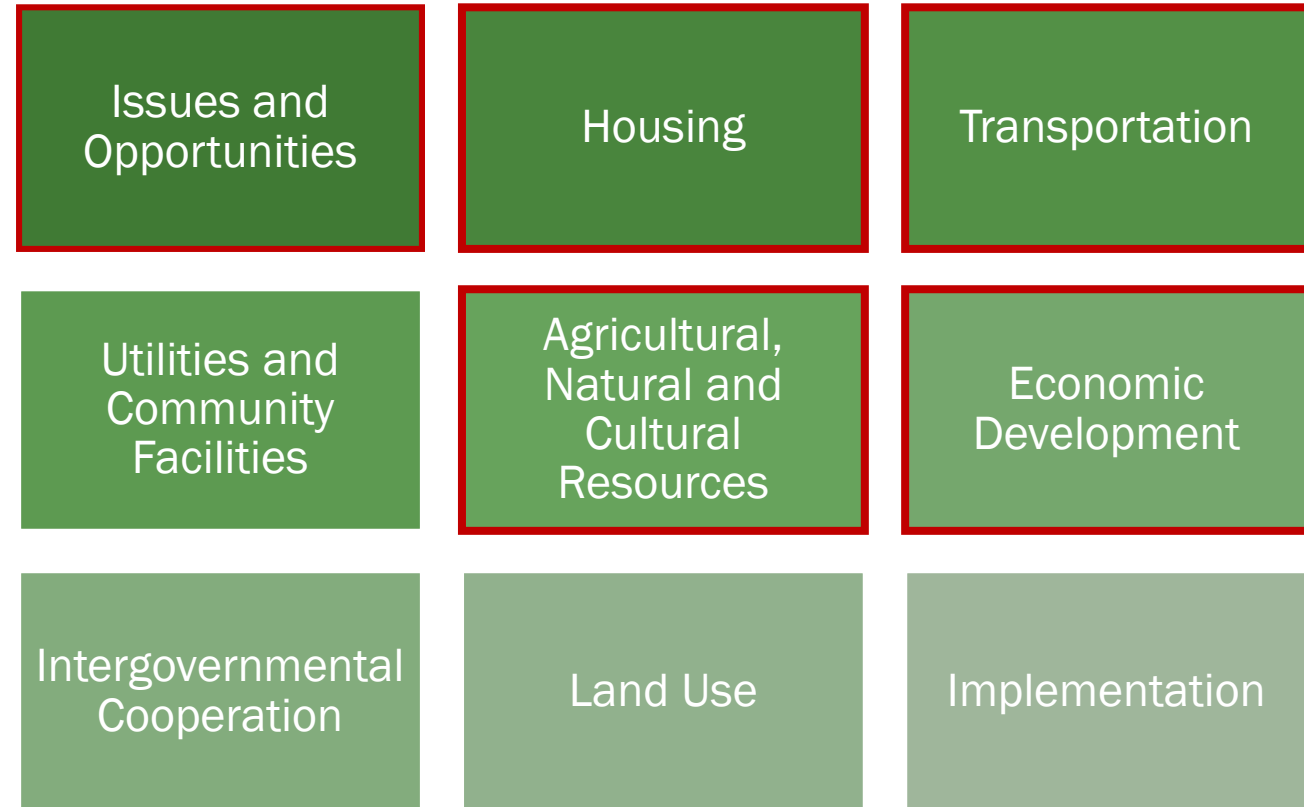 Issues and
Opportunities
Housing
Transportation
Utilities and
Community
Facilities
Agricultural,
Natural and
Cultural
Resources
Economic
Development
Intergovernmental
Cooperation
Land Use
Implementation